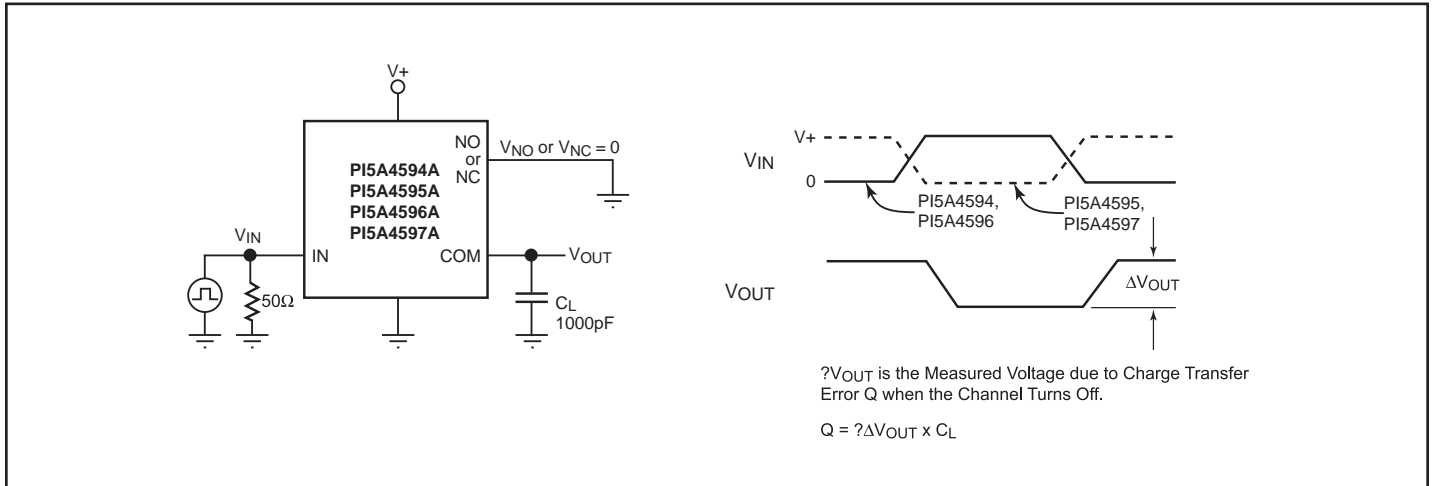 V+
NO
or
NC
VNO or VNC = 0
PI5A4594A
PI5A4595A
PI5A4596A
PI5A4597A
VIN
IN
COM
VOUT
50Ω
CL
1000pF
V+
VIN
0
PI5A4594,
PI5A4596
PI5A4595,
PI5A4597
VOUT
ΔVOUT
?VOUT is the Measured Voltage due to Charge Transfer
Error Q when the Channel Turns Off.
Q = ?ΔVOUT x CL